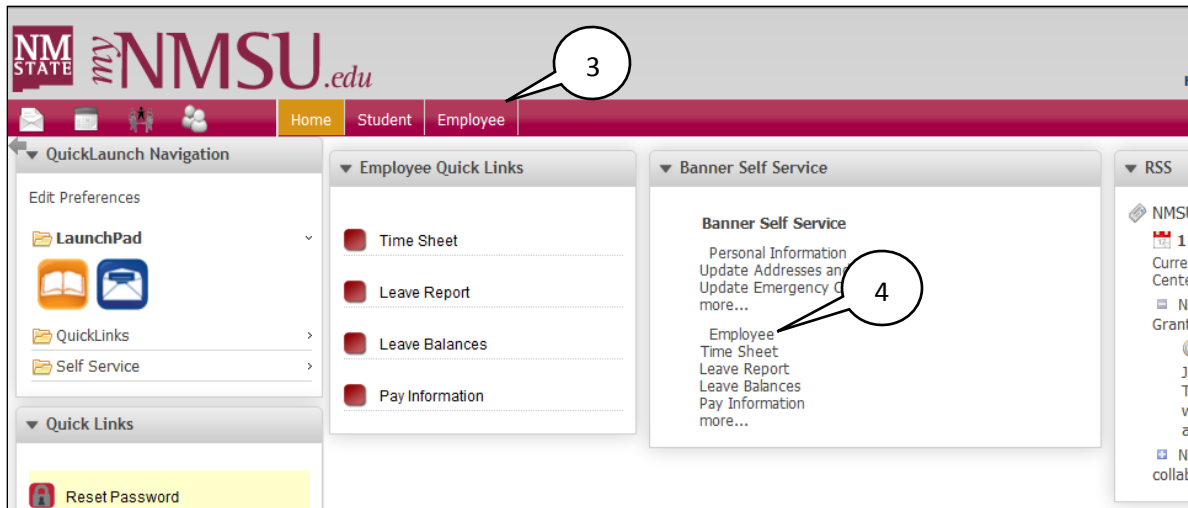 NM
STATE
myNMSU.edu
3
Home Student Employee
QuickLaunch Navigation
Edit Preferences
LaunchPad
QuickLinks
Self Service
Quick Links
Reset Password
Employee Quick Links
Time Sheet
Leave Report
Leave Balances
Pay Information
Banner Self Service
Banner Self Service
Personal Information
Update Addresses and
Update Emergency
more...
4
Employee
Time Sheet
Leave Report
Leave Balances
Pay Information
more...
RSS
NMSU
1
Curre
Cente
N
Grant
J
T
w
a
N
collab